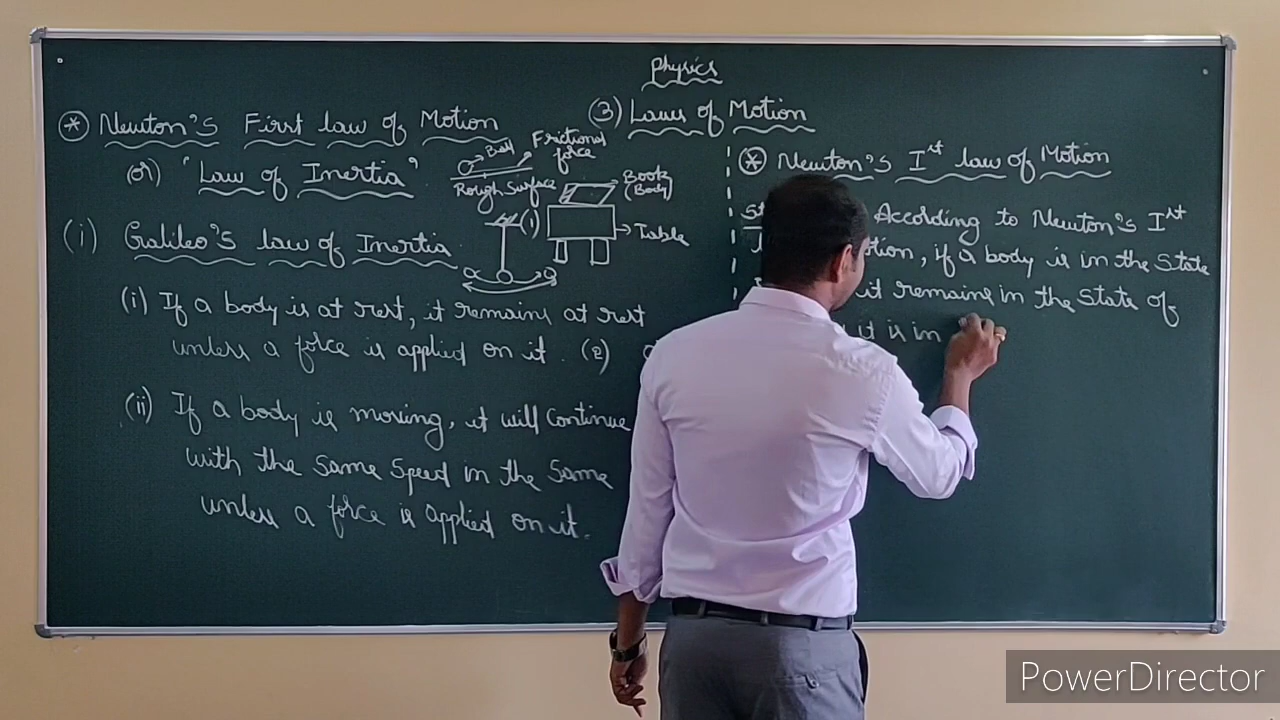 Physics
(3) Laws of Motion
* Newton's First law of Motion
(or) "Law of Inertia"
Ball
Frictional force
Rough Surface
Book (Body)
(1)
Table
(i) Galileo's law of Inertia
(i) If a body is at rest, it remains at rest
unless a force is applied on it. (2)
(ii) If a body is moving, it will continue
with the same speed in the same
unless a force is applied on it.
* Newton's Ist law of Motion
According to Newton's Ist
if a body is in the state
it remains in the state of
it is in
PowerDirector